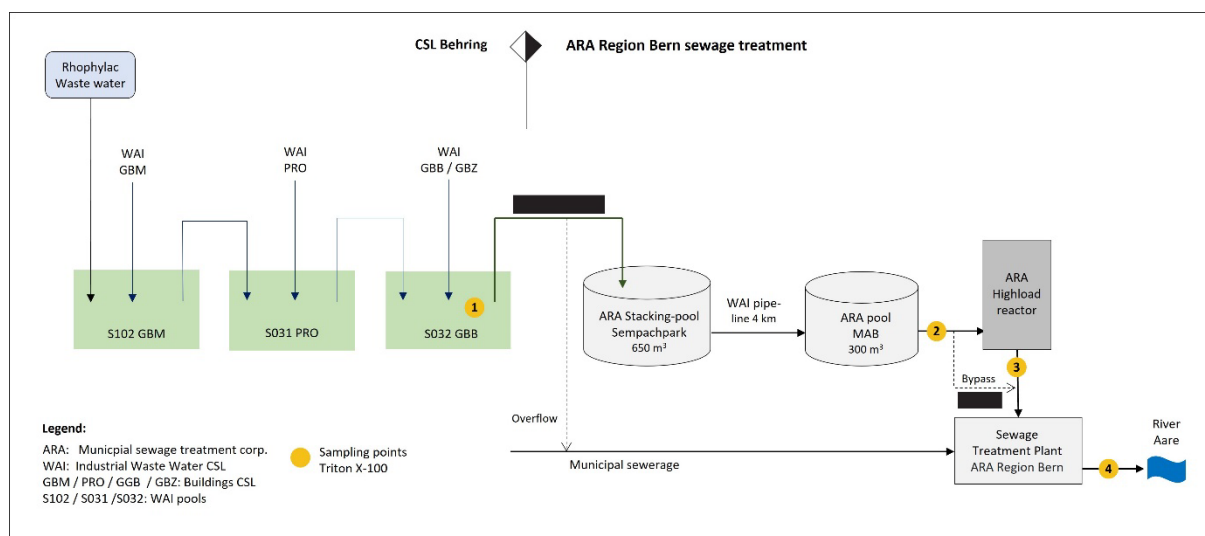 CSL Behring
ARA Region Bern sewage treatment
Rhophylac
Waste water
WAI
GBM
WAI
PRO
WAI
GBB / GBZ
S102 GBM
S031 PRO
1
S032 GBB
ARA Stacking-pool
Sempachpark
650 m³
WAI pipe-
line 4 km
ARA pool
MAB
300 m³
2
ARA
Highload
reactor
3
Bypass
Overflow
Municipal sewerage
Sewage
Treatment Plant
ARA Region Bern
4
River
Aare
Legend:
ARA: Municpial sewage treatment corp.
WAI: Industrial Waste Water CSL
GBM / PRO / GGB / GBZ: Buildings CSL
S102 / S031 /S032: WAI pools
Sampling points
Triton X-100